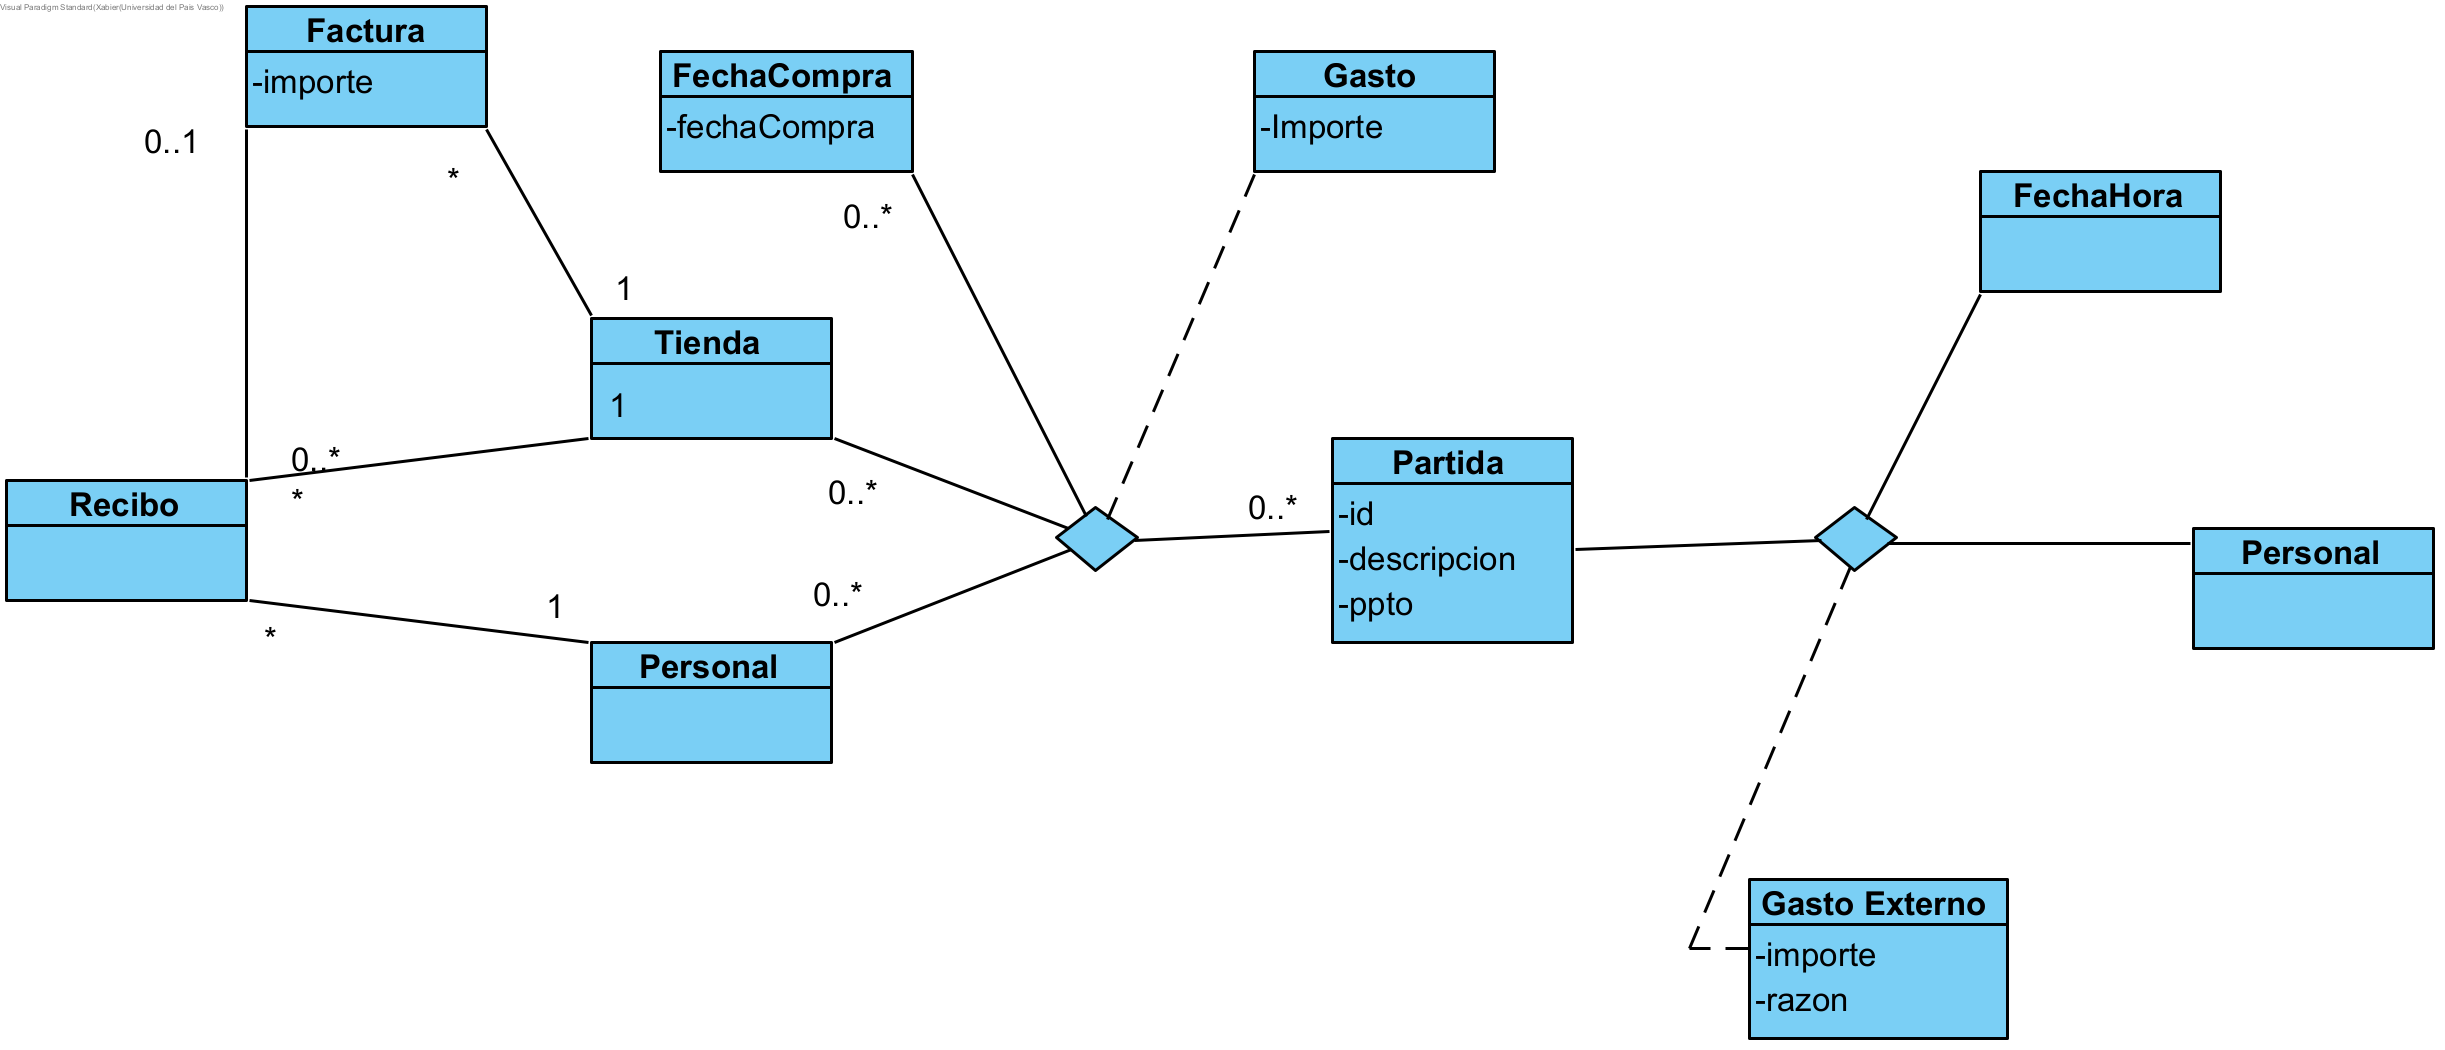 Visual Paradigm Standard(Xabier(Universidad del Pais Vasco))
Factura
-importe
FechaCompra
-fechaCompra
Gasto
-Importe
0..1
*
0..*
FechaHora
1
Tienda
1
0..*
*
0..*
0..*
Recibo
Partida
-id
-descripcion
-ppto
Personal
*
1
0..*
Personal
Gasto Externo
-importe
-razon